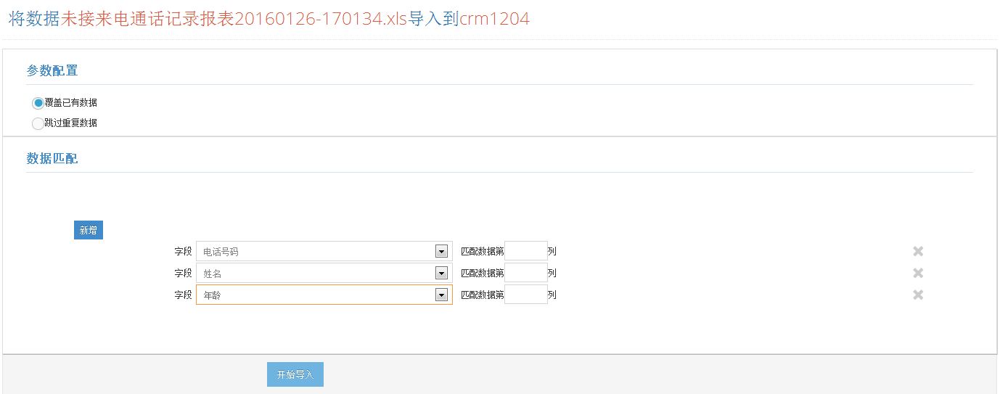 将数据未接来电通话记录报表20160126-170134.xls导入到crm1204
参数配置
覆盖已有数据
跳过重复数据
数据匹配
新增
字段 电话号码 匹配数据第 列
字段 姓名 匹配数据第 列
字段 年龄 匹配数据第 列
开始导入